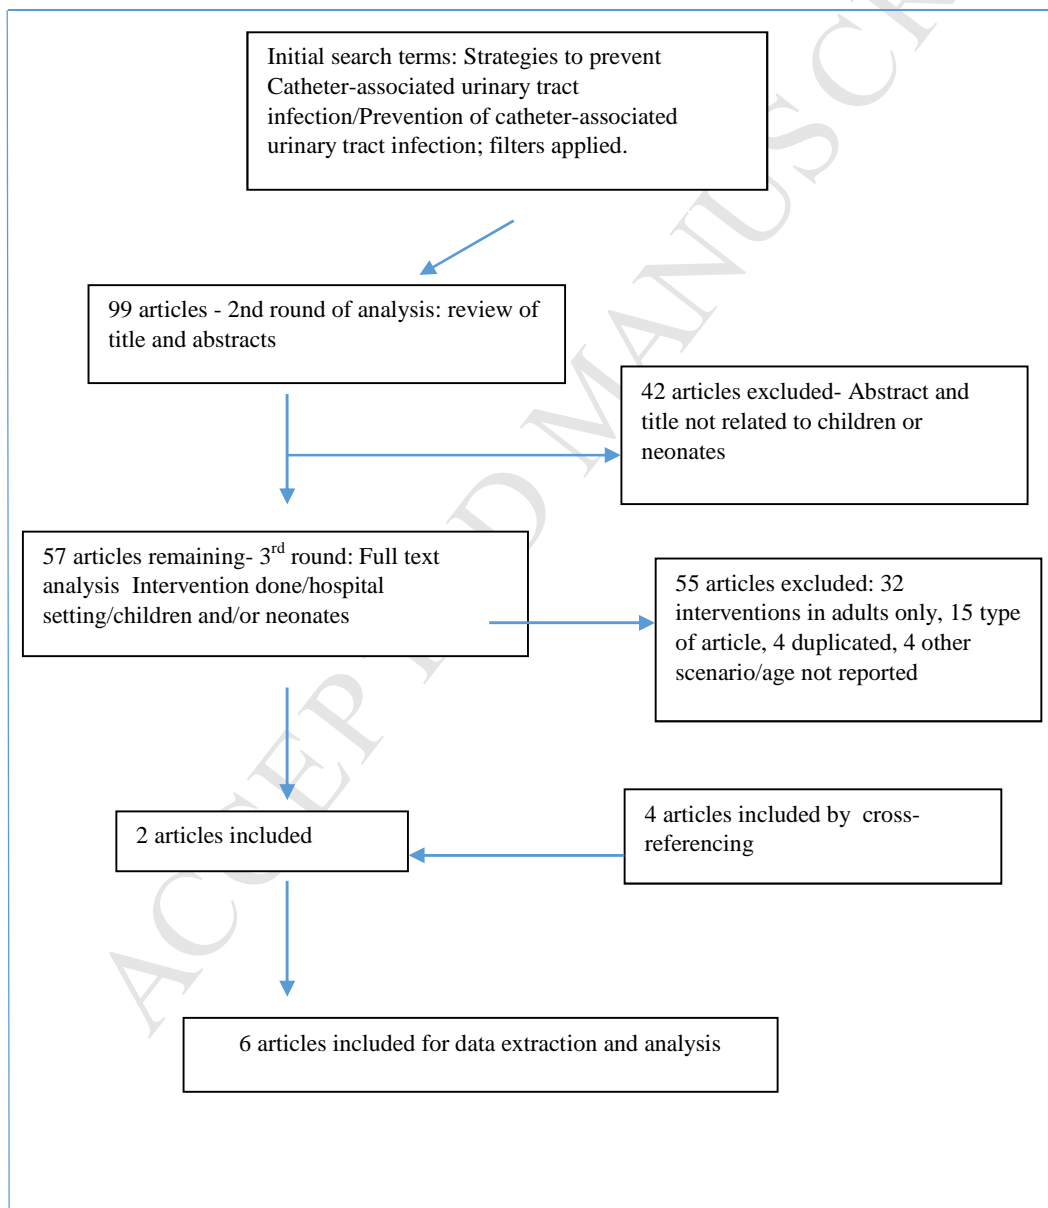 Initial search terms: Strategies to prevent
Catheter-associated urinary tract
infection/Prevention of catheter-associated
urinary tract infection; filters applied.
99 articles - 2nd round of analysis: review of
title and abstracts
42 articles excluded- Abstract and
title not related to children or
neonates
57 articles remaining- 3rd round: Full text
analysis  Intervention done/hospital
setting/children and/or neonates
55 articles excluded: 32
interventions in adults only, 15 type
of article, 4 duplicated, 4 other
scenario/age not reported
2 articles included
4 articles included by  cross-
referencing
6 articles included for data extraction and analysis